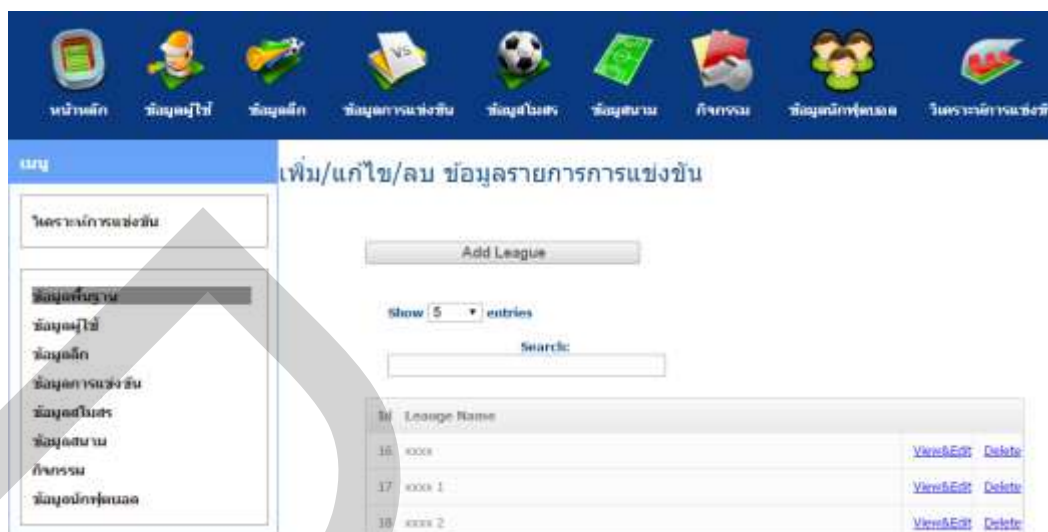 VS
หน้าหลัก ข้อมูลผู้ใช้ ข้อมูลลีก ข้อมูลการแข่งขัน ข้อมูลสโมสร ข้อมูลสนาม กิจกรรม ข้อมูลนักฟุตบอล วิเคราะห์การแข่งขั
เมนู
เพิ่ม/แก้ไข/ลบ ข้อมูลรายการการแข่งขัน
วิเคราะห์การแข่งขัน
Add League
ข้อมูลพื้นฐาน
Show 5 entries
ข้อมูลผู้ใช้
Search:
ข้อมูลลีก
ข้อมูลการแข่งขัน
ข้อมูลสโมสร
Id Leauge Name
ข้อมูลสนาม
16 xxxx View&Edit Delete
กิจกรรม
17 xxxx 1 View&Edit Delete
ข้อมูลนักฟุตบอล
18 xxxx 2 View&Edit Delete